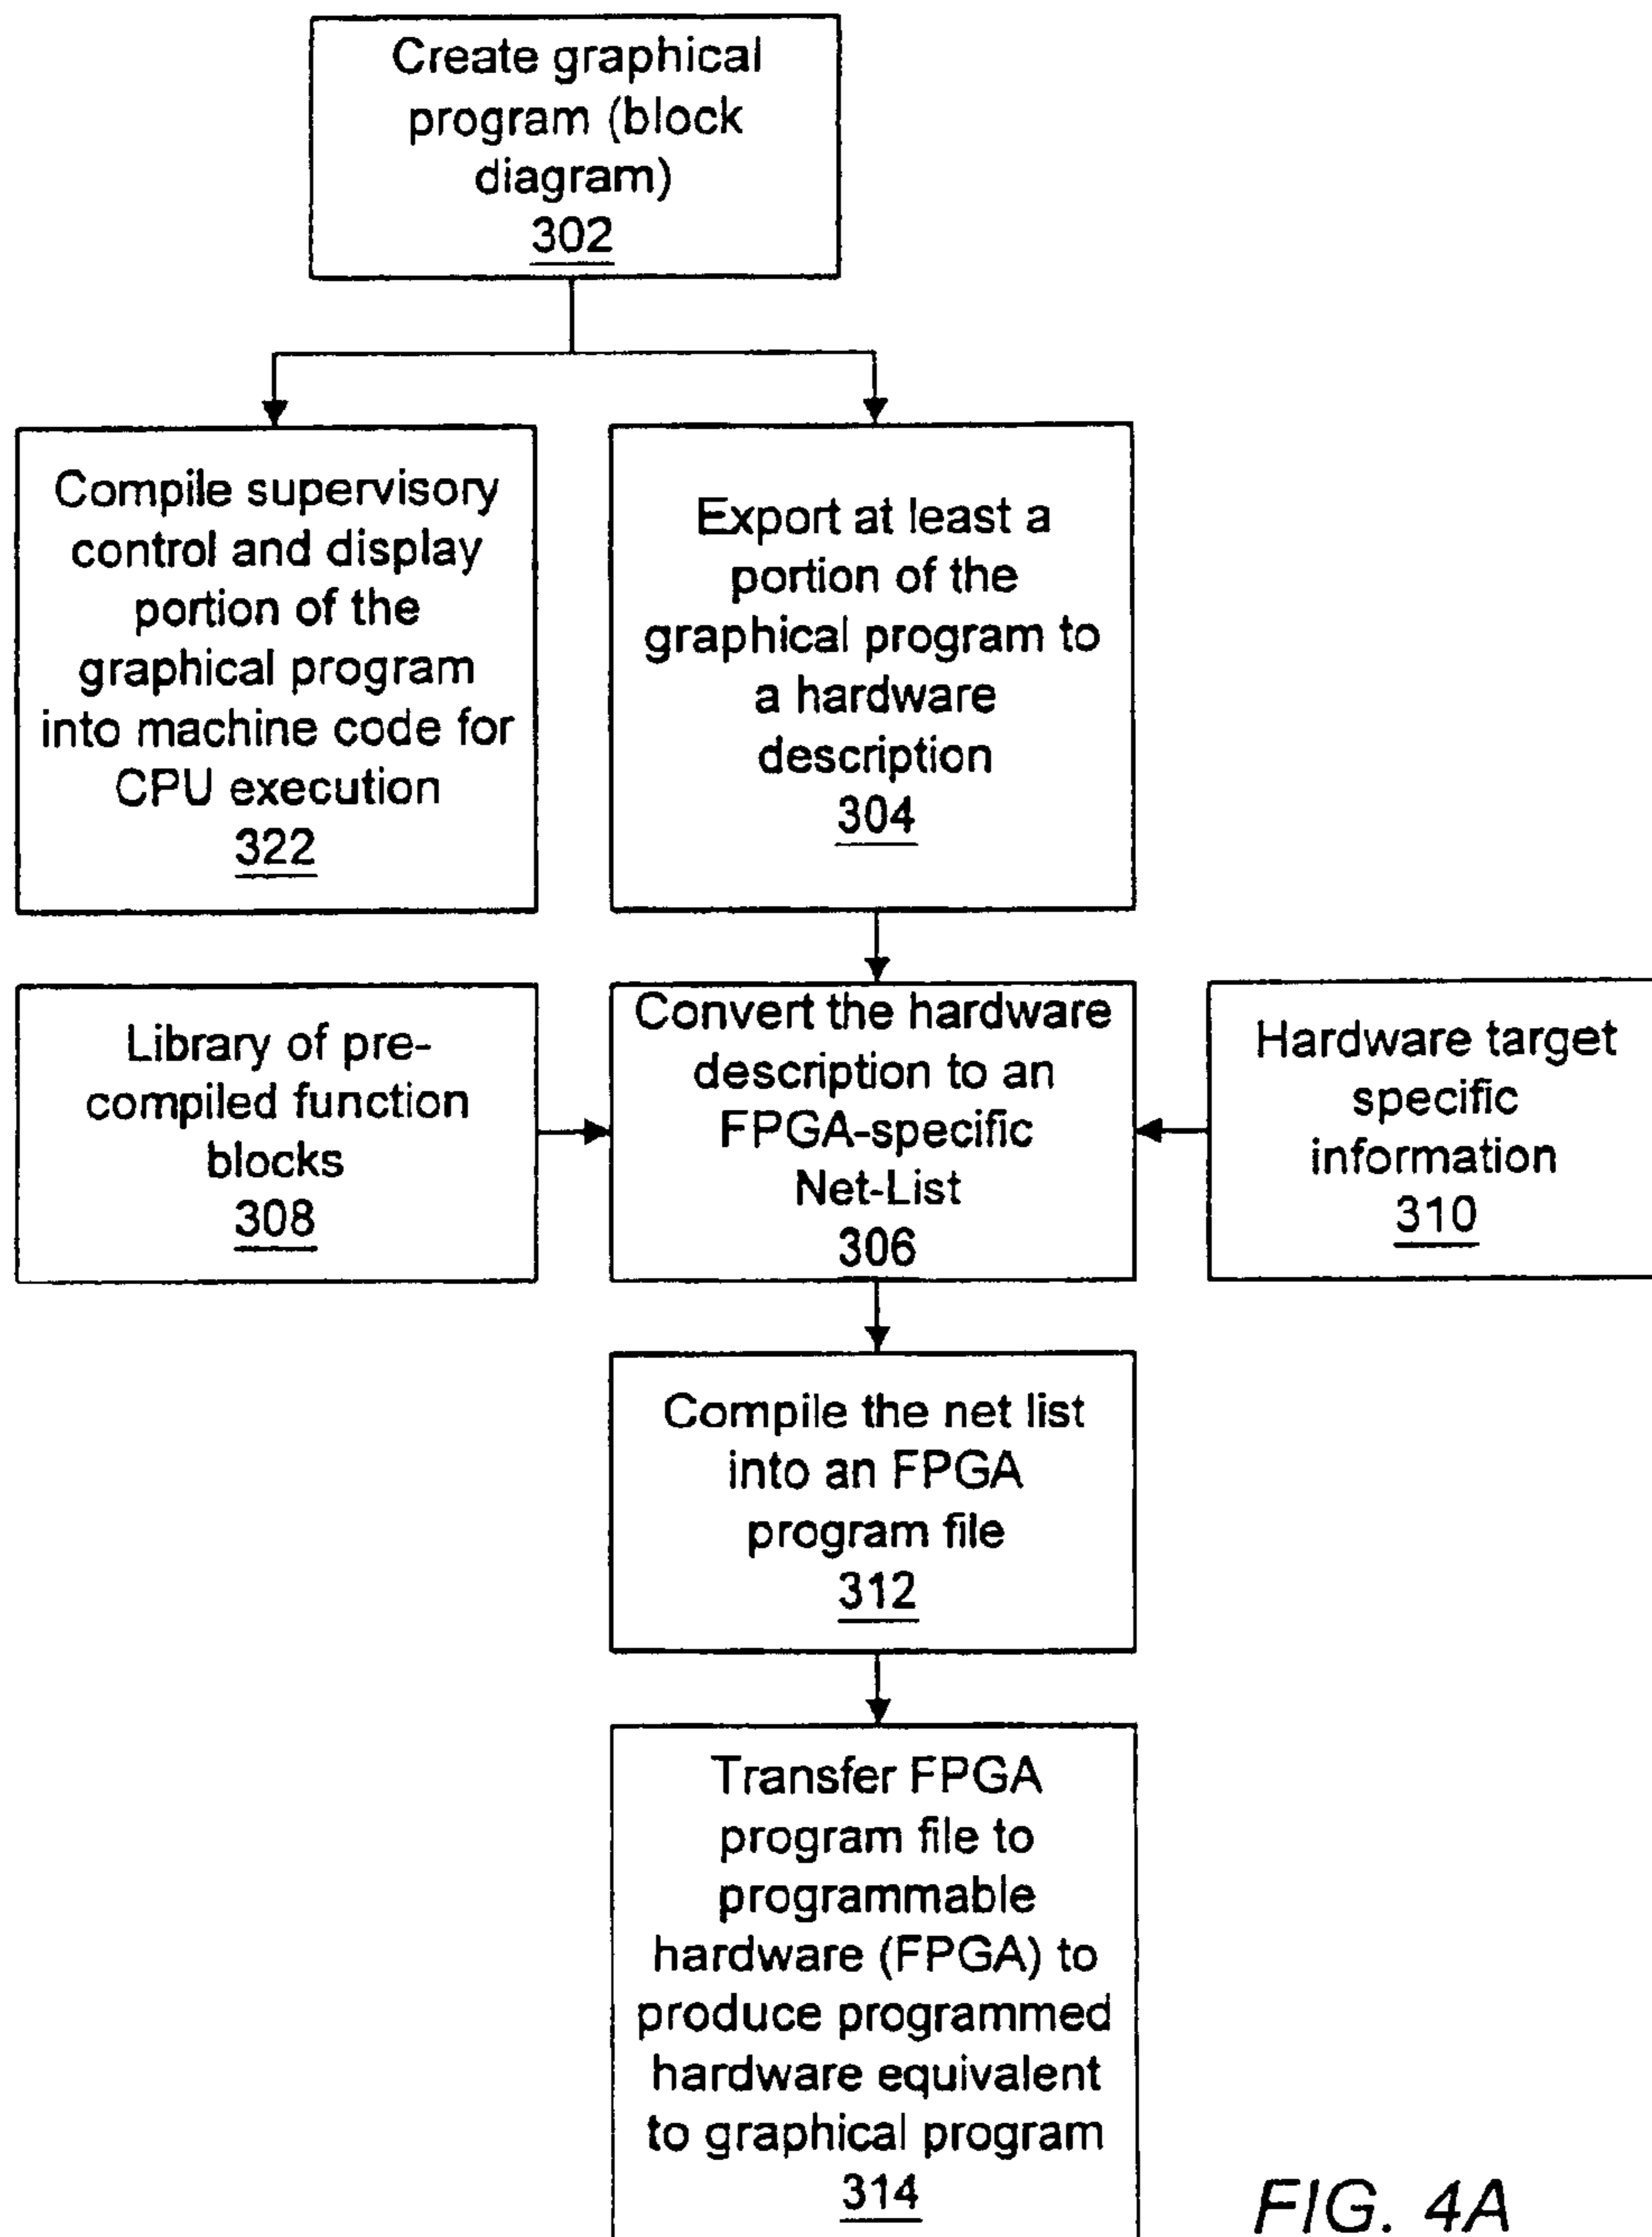 Create graphical
program (block
diagram)
302
Compile supervisory
control and display
portion of the
graphical program
into machine code for
CPU execution
322
Export at least a
portion of the
graphical program to
a hardware
description
304
Library of pre-
compiled function
blocks
308
Convert the hardware
description to an
FPGA-specific
Net-List
306
Hardware target
specific
information
310
Compile the net list
into an FPGA
program file
312
Transfer FPGA
program file to
programmable
hardware (FPGA) to
produce programmed
hardware equivalent
to graphical program
314
FIG. 4A